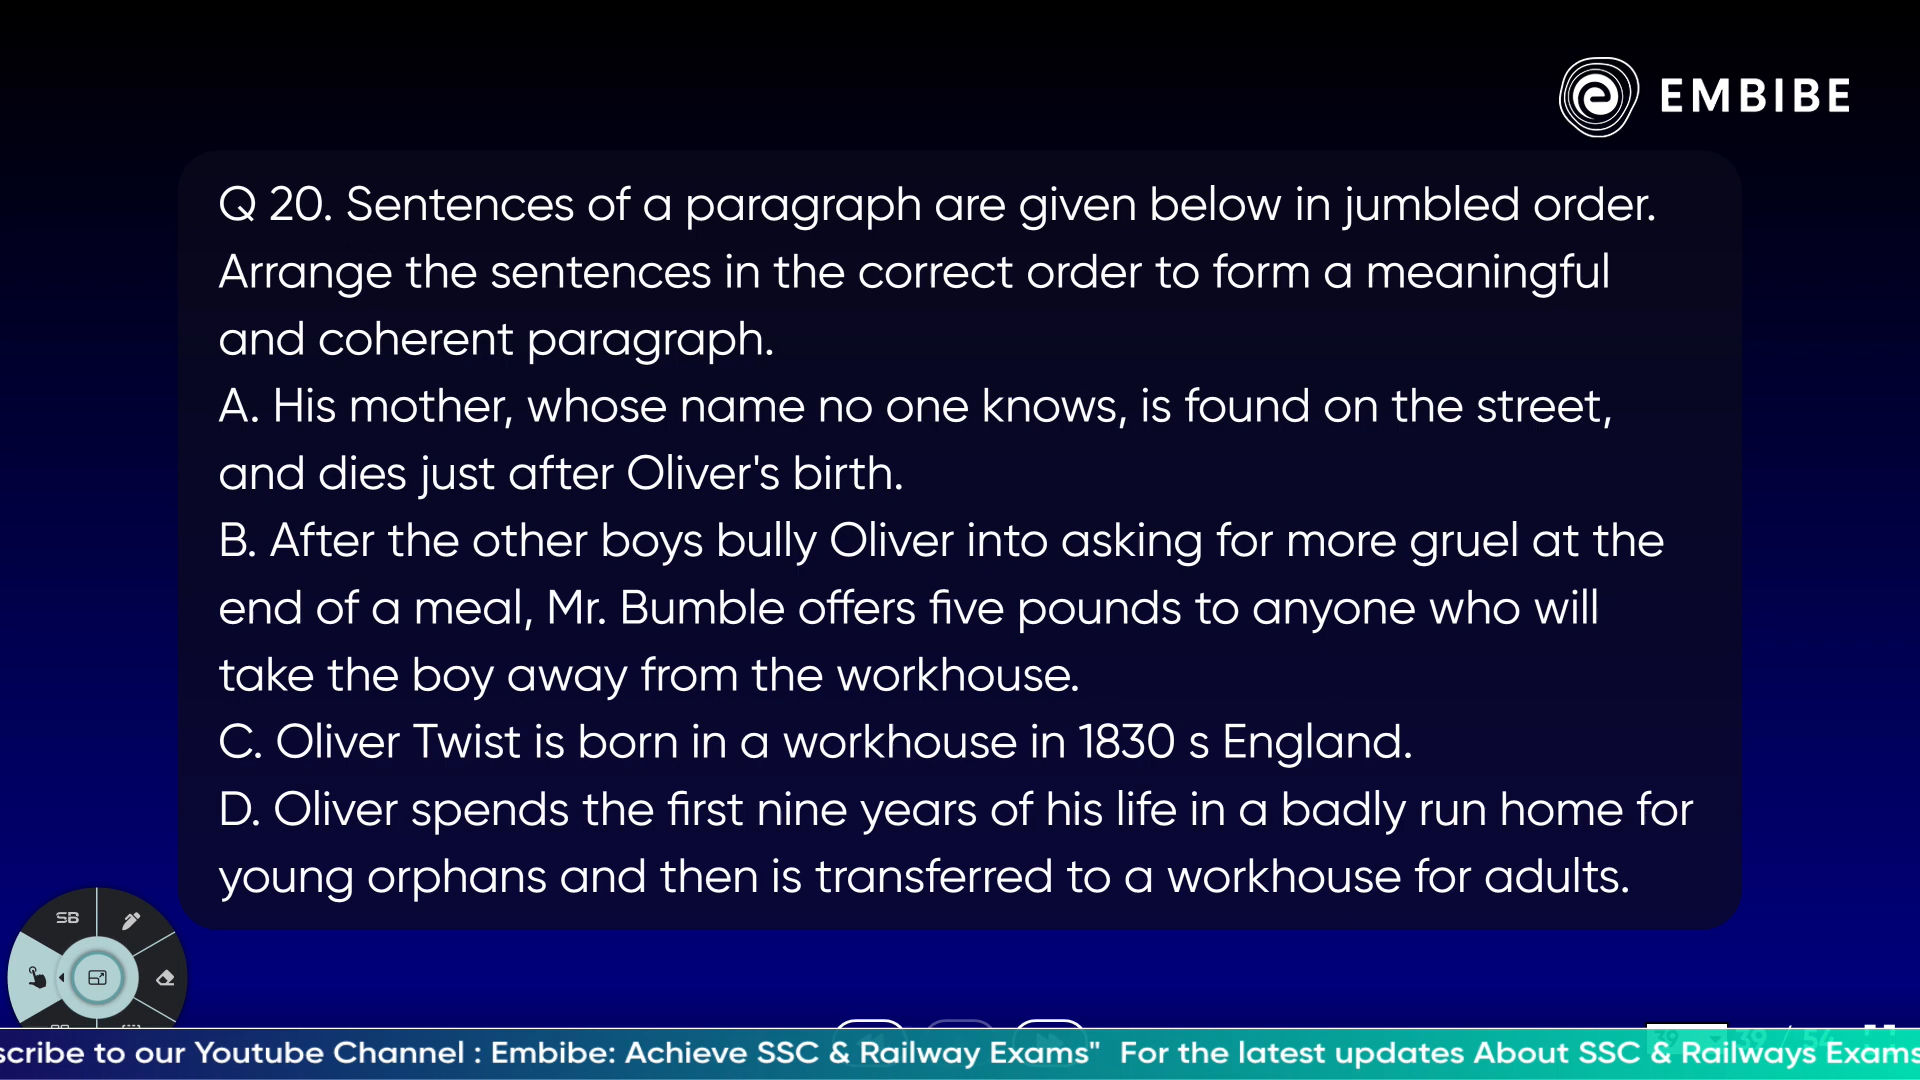 EMBIBE
Q 20. Sentences of a paragraph are given below in jumbled order.
Arrange the sentences in the correct order to form a meaningful
and coherent paragraph.
A. His mother, whose name no one knows, is found on the street,
and dies just after Oliver's birth.
B. After the other boys bully Oliver into asking for more gruel at the
end of a meal, Mr. Bumble offers five pounds to anyone who will
take the boy away from the workhouse.
C. Oliver Twist is born in a workhouse in 1830 s England.
D. Oliver spends the first nine years of his life in a badly run home for
young orphans and then is transferred to a workhouse for adults.
SB
scribe to our Youtube Channel : Embibe: Achieve SSC & Railway Exams" For the latest updates About SSC & Railways Exams